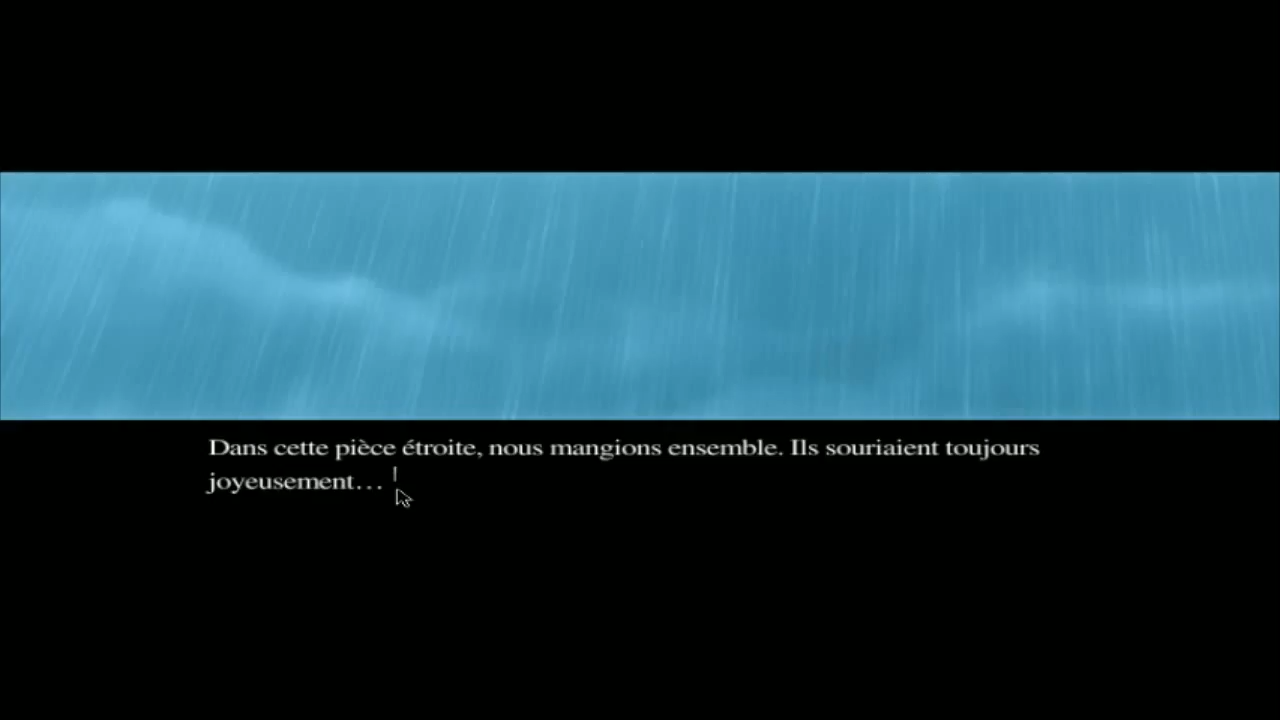 Dans cette pièce étroite, nous mangions ensemble. Ils souriaient toujours
joyeusement…